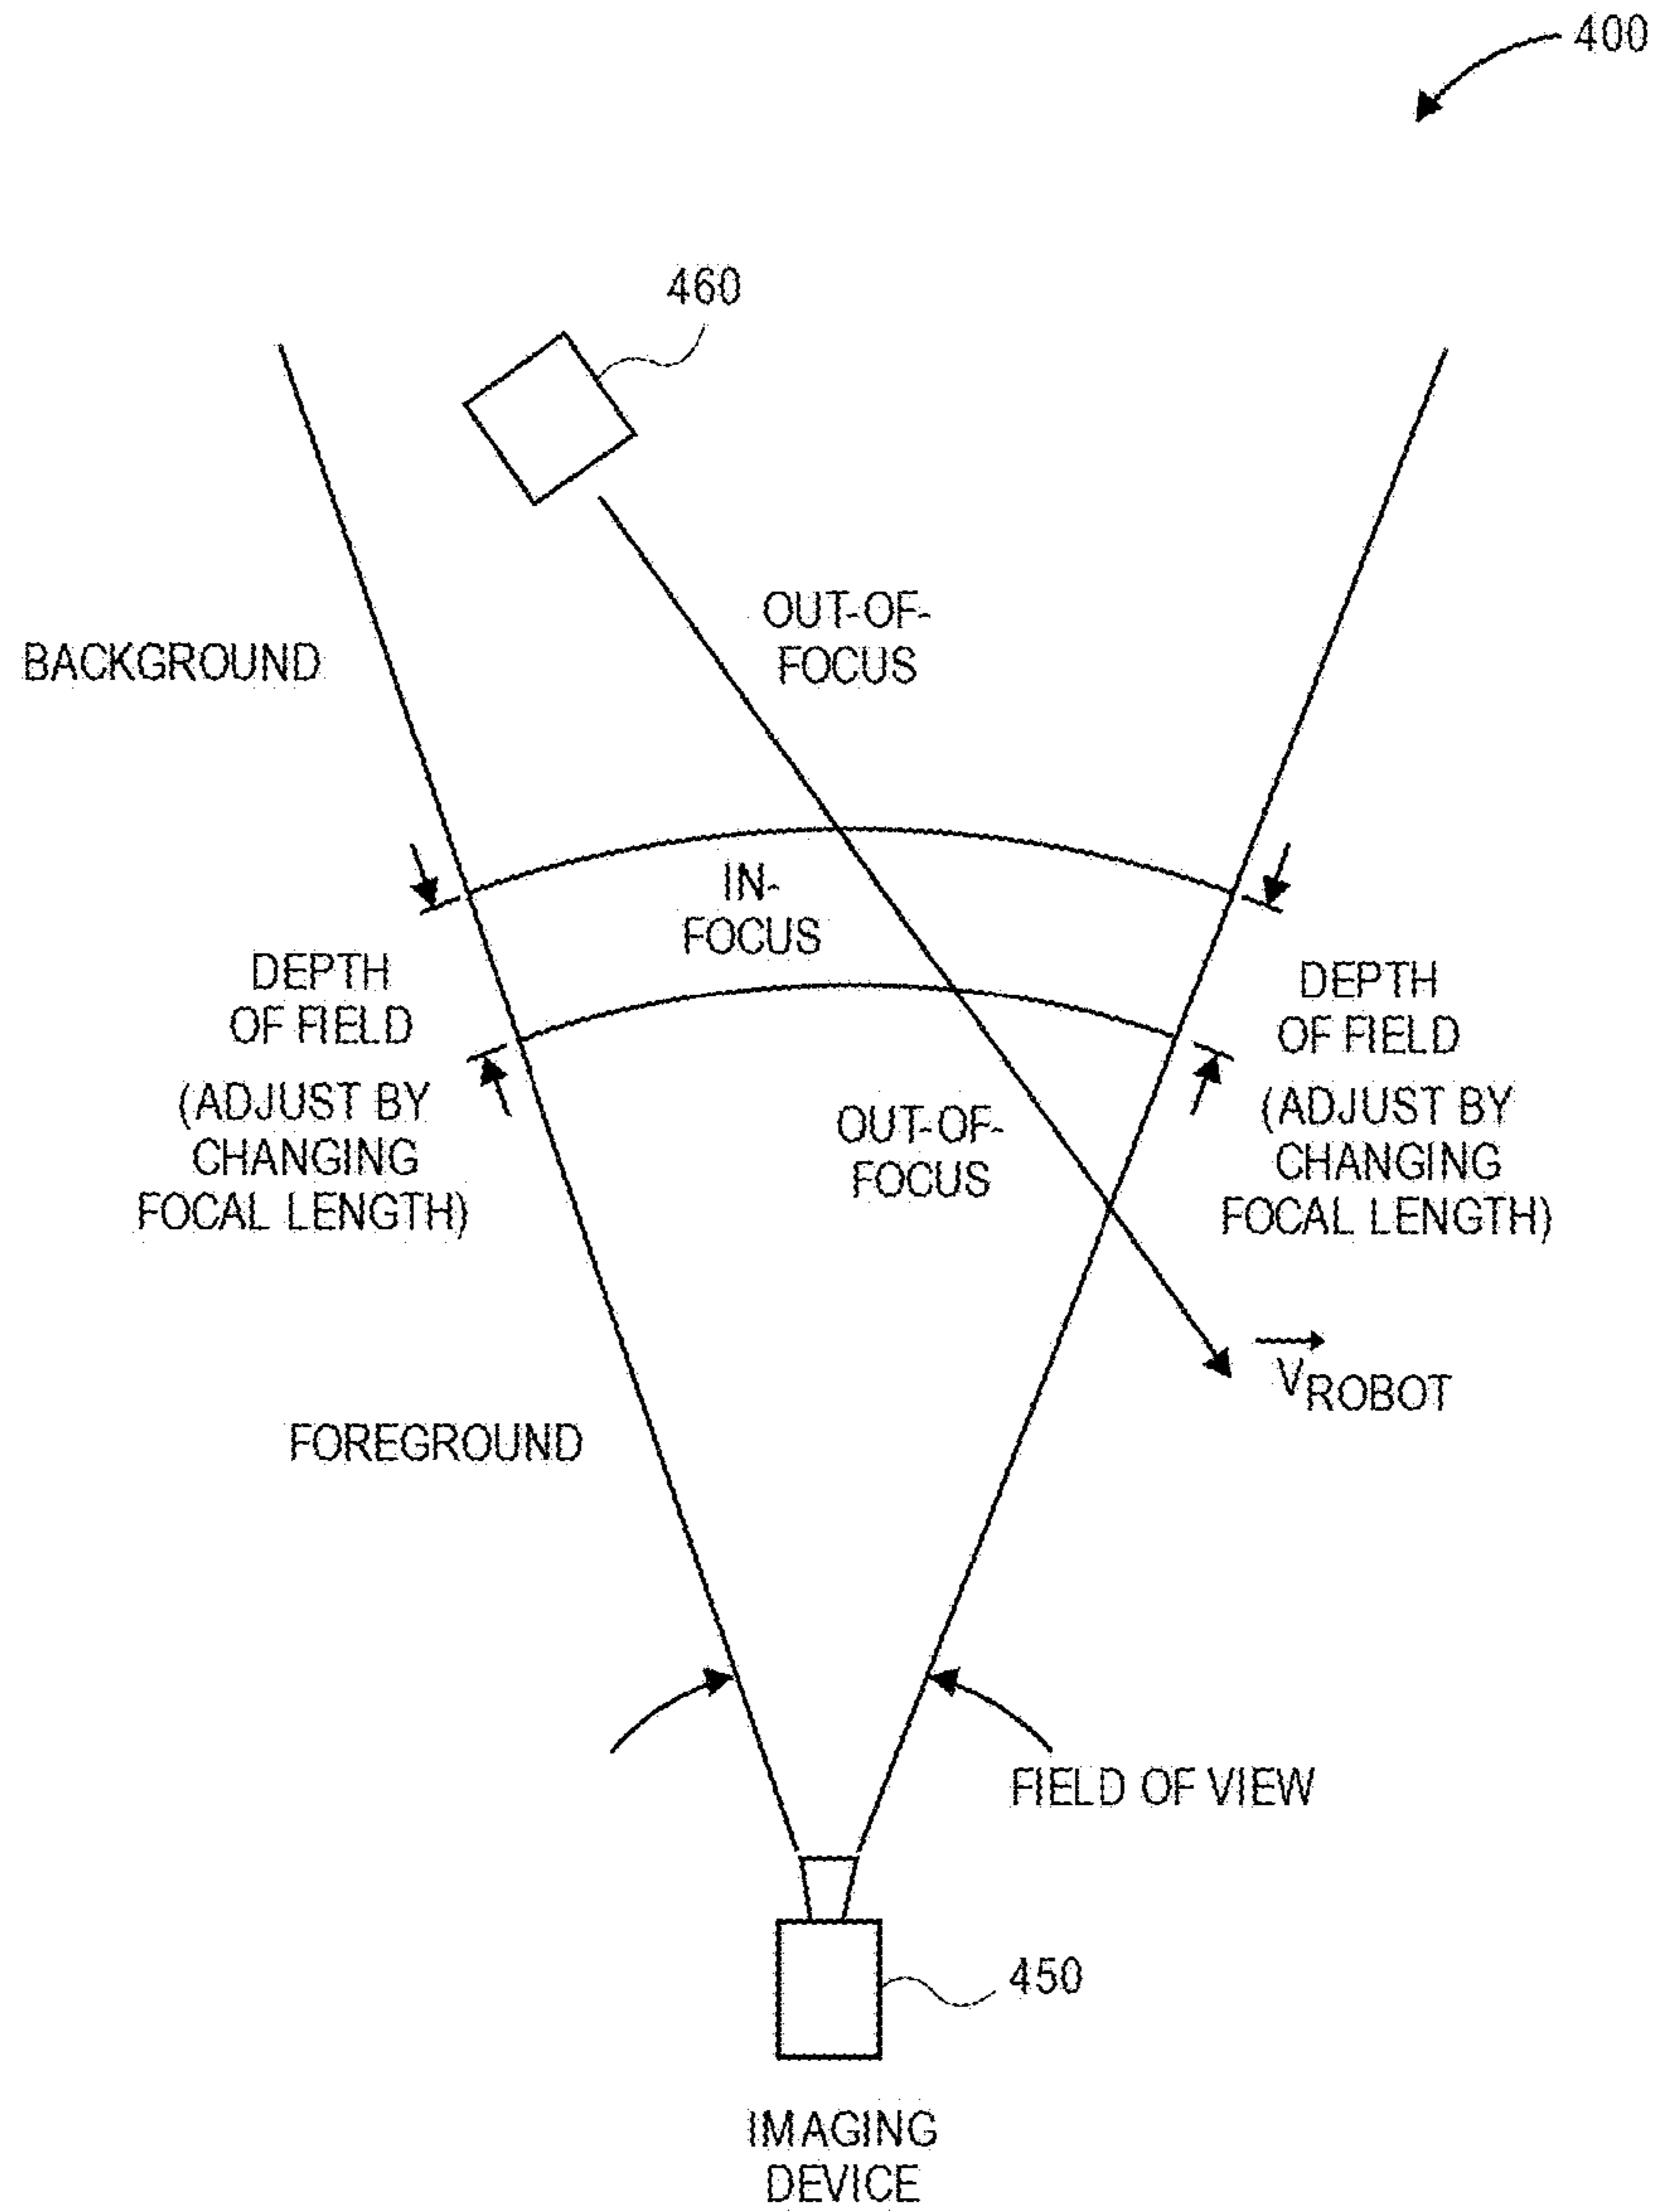 400
460
OUT-OF-
FOCUS
BACKGROUND
IN-
FOCUS
DEPTH
OF FIELD
(ADJUST BY
CHANGING
FOCAL LENGTH)
DEPTH
OF FIELD
(ADJUST BY
CHANGING
FOCAL LENGTH)
OUT-OF-
FOCUS
V ROBOT
FOREGROUND
FIELD OF VIEW
450
IMAGING
DEVICE